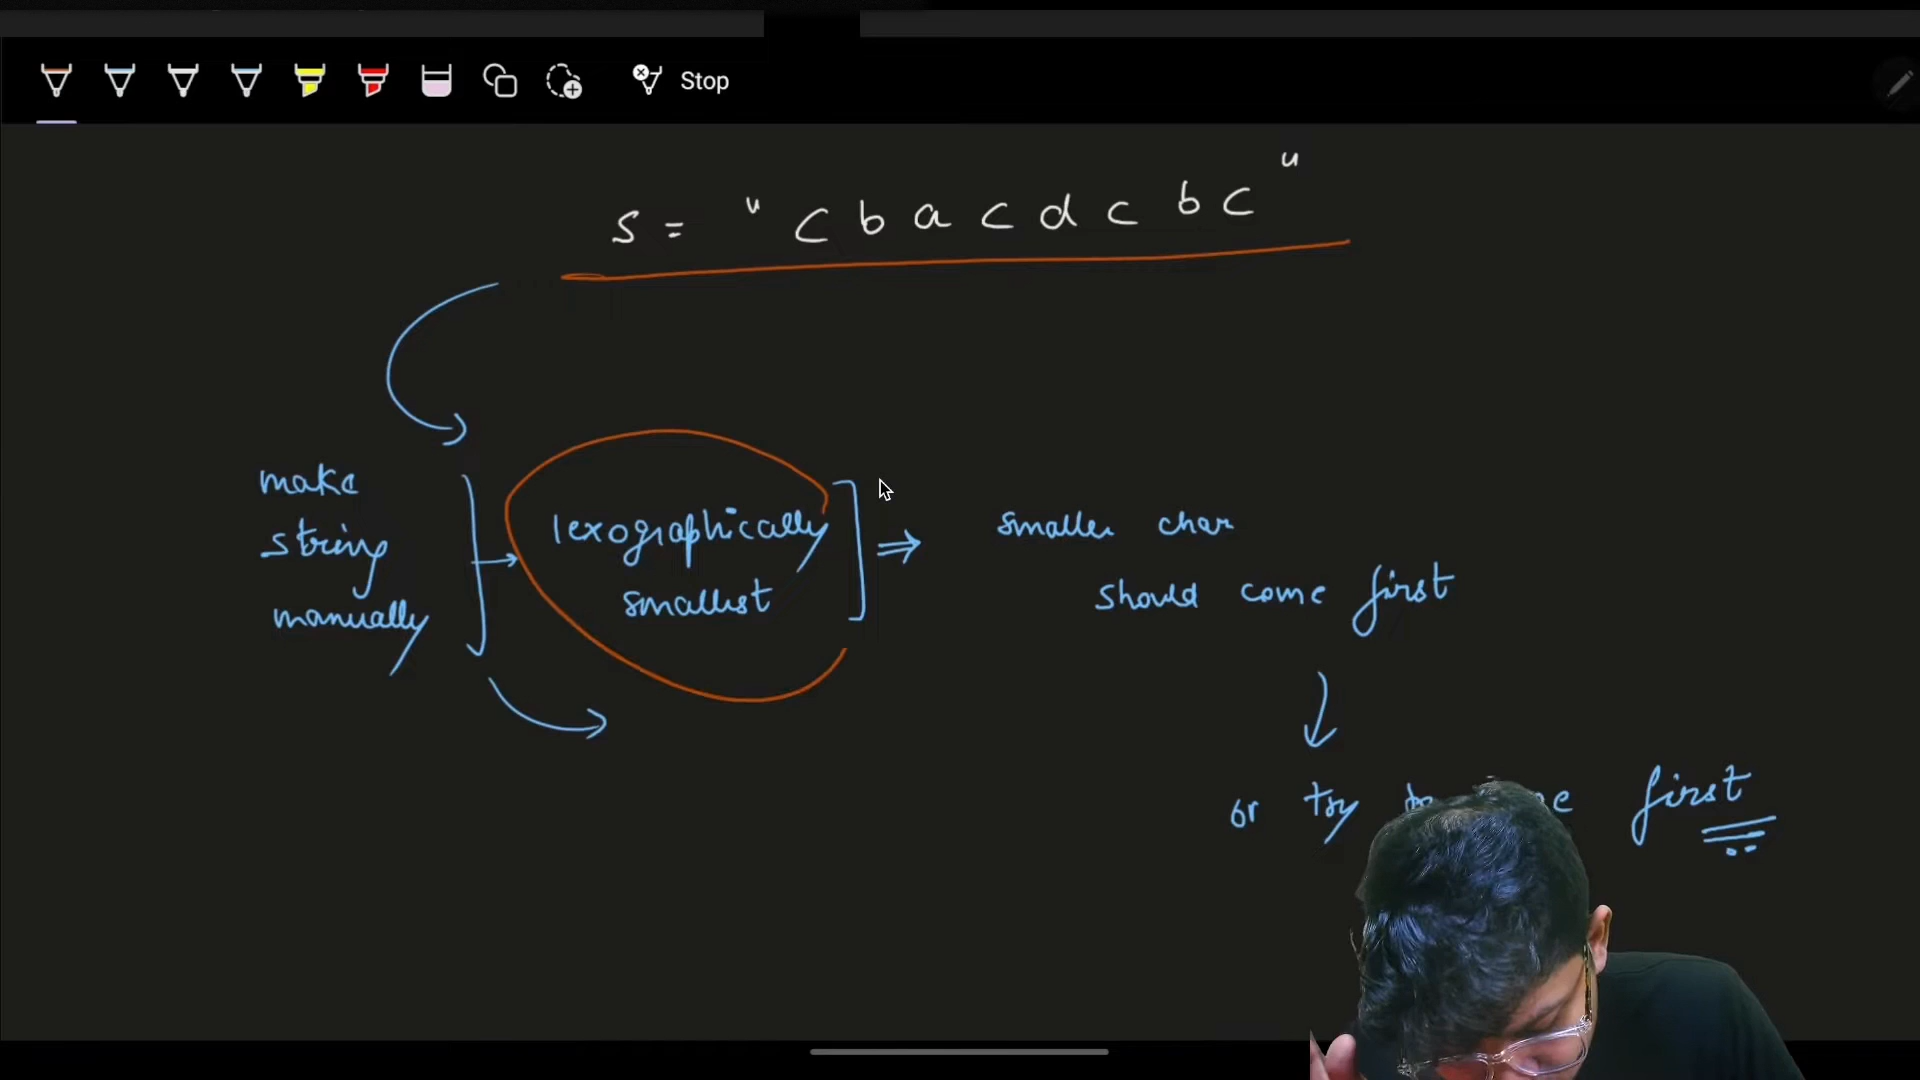 Stop
s = "c b a c d c b c"
make
string
manually
lexographically
smallest
smaller char
should come first
or try first